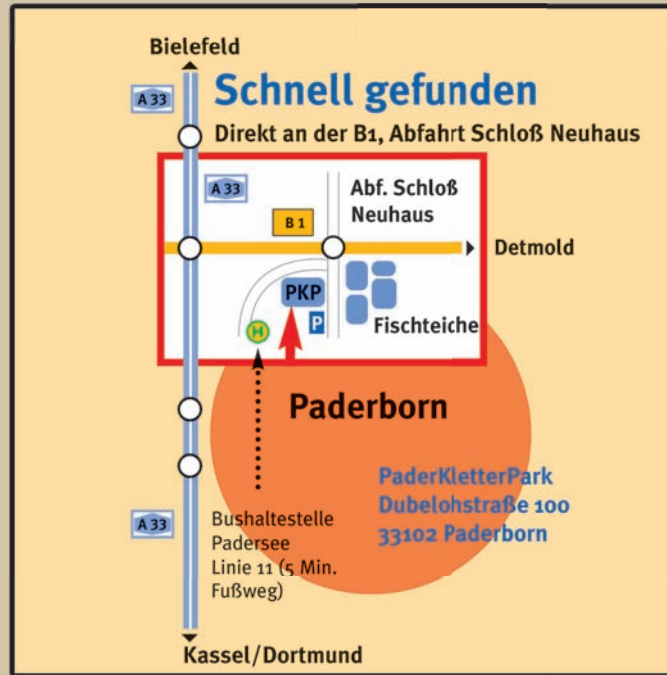 Bielefeld
A 33
Schnell gefunden
Direkt an der B1, Abfahrt Schloß Neuhaus
A 33
Abf. Schloß
Neuhaus
B 1
Detmold
PKP
P
Fischteiche
H
Paderborn
PaderKletterPark
Dubelohstraße 100
33102 Paderborn
A 33
Bushaltestelle
Padersee
Linie 11 (5 Min.
Fußweg)
Kassel/Dortmund